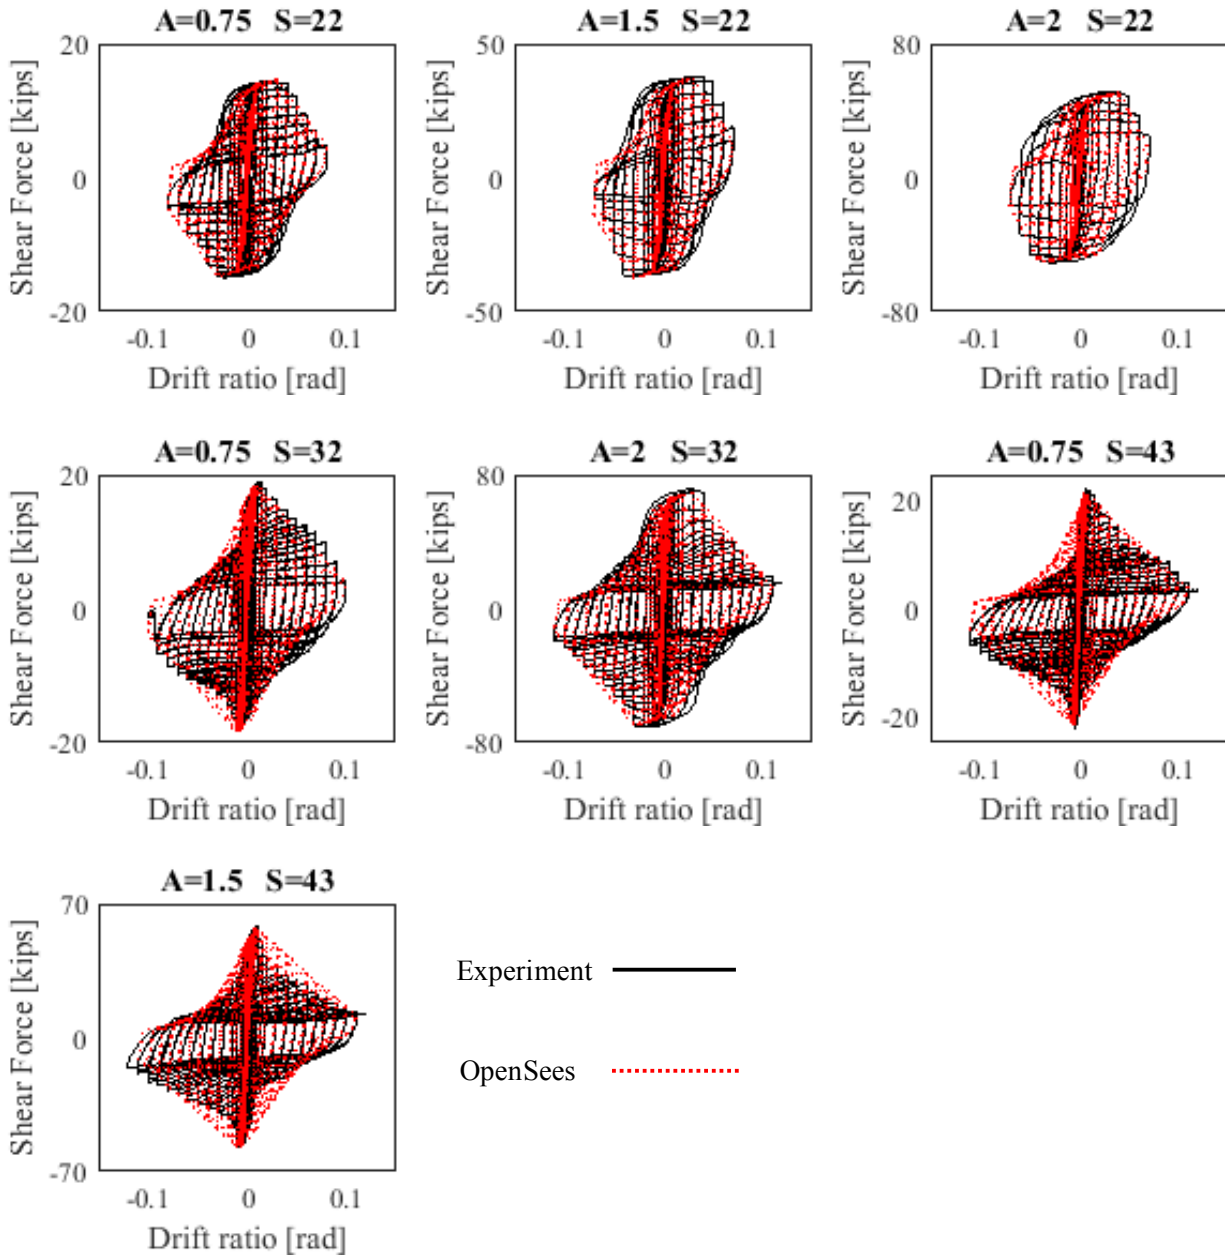 A=0.75 S=22
20
0
-20
-0.1 0 0.1
Shear Force [kips]
Drift ratio [rad]
A=1.5 S=22
50
0
-50
-0.1 0 0.1
Shear Force [kips]
Drift ratio [rad]
A=2 S=22
80
0
-80
-0.1 0 0.1
Shear Force [kips]
Drift ratio [rad]
A=0.75 S=32
20
0
-20
-0.1 0 0.1
Shear Force [kips]
Drift ratio [rad]
A=2 S=32
80
0
-80
-0.1 0 0.1
Shear Force [kips]
Drift ratio [rad]
A=0.75 S=43
20
0
-20
-0.1 0 0.1
Shear Force [kips]
Drift ratio [rad]
A=1.5 S=43
70
0
-70
-0.1 0 0.1
Shear Force [kips]
Drift ratio [rad]
Experiment
OpenSees